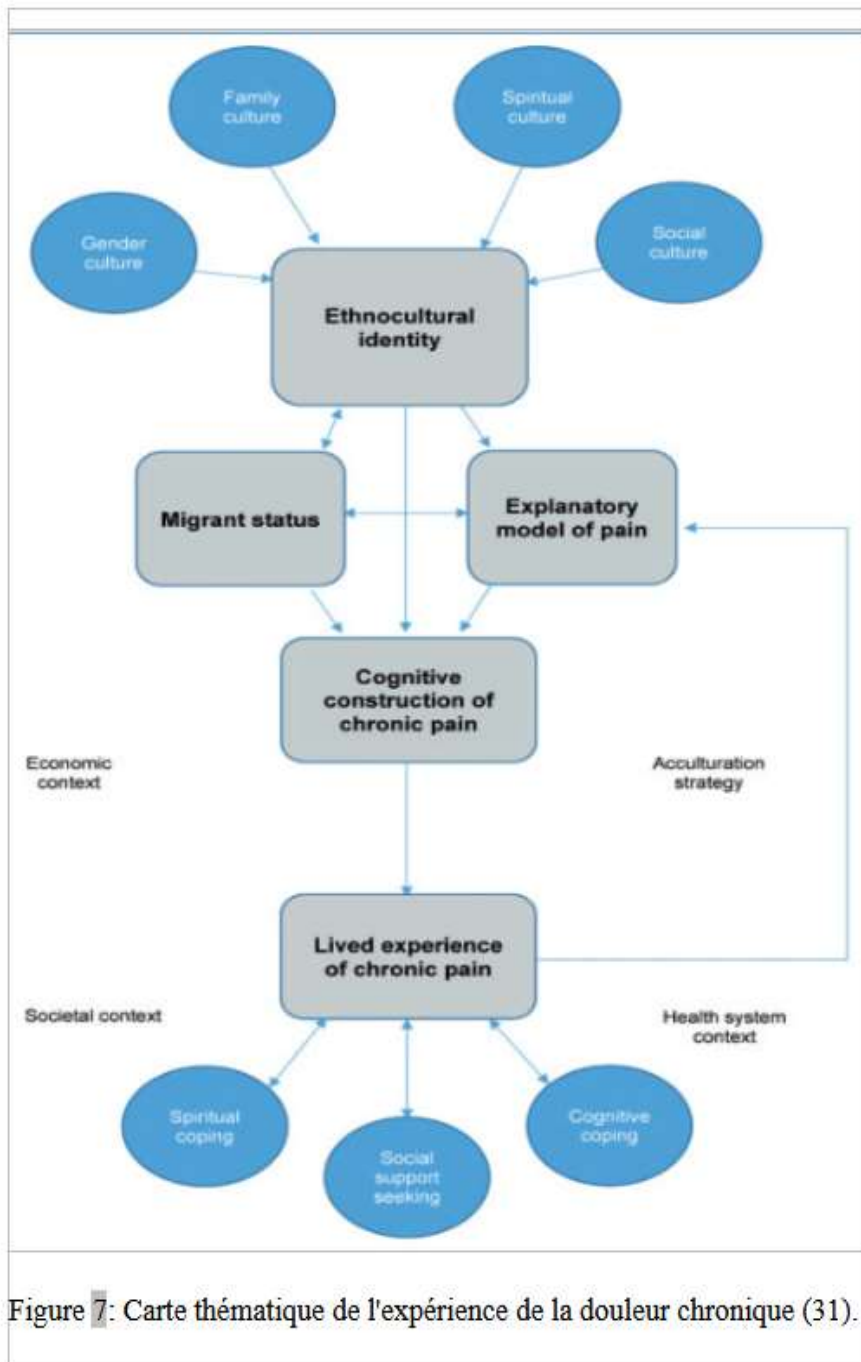 Family
culture
Spiritual
culture
Gender
culture
Social
culture
Ethnocultural
identity
Migrant status
Explanatory
model of pain
Cognitive
construction of
chronic pain
Economic
context
Acculturation
strategy
Lived experience
of chronic pain
Societal context
Health system
context
Spiritual
coping
Social
support
seeking
Cognitive
coping
Figure 7: Carte thématique de l'expérience de la douleur chronique (31).